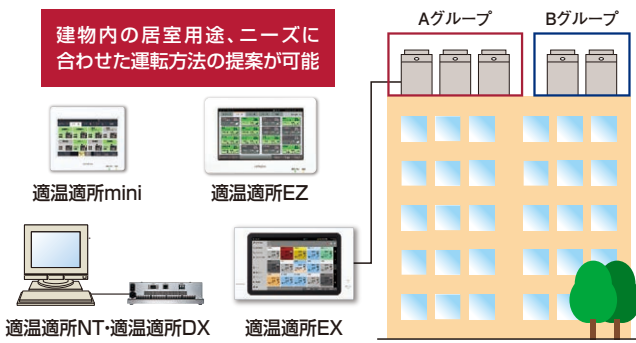 建物内の居室用途、ニーズに
合わせた運転方法の提案が可能
Aグループ
Bグループ
適温適所mini
適温適所EZ
適温適所NT・適温適所DX
適温適所EX